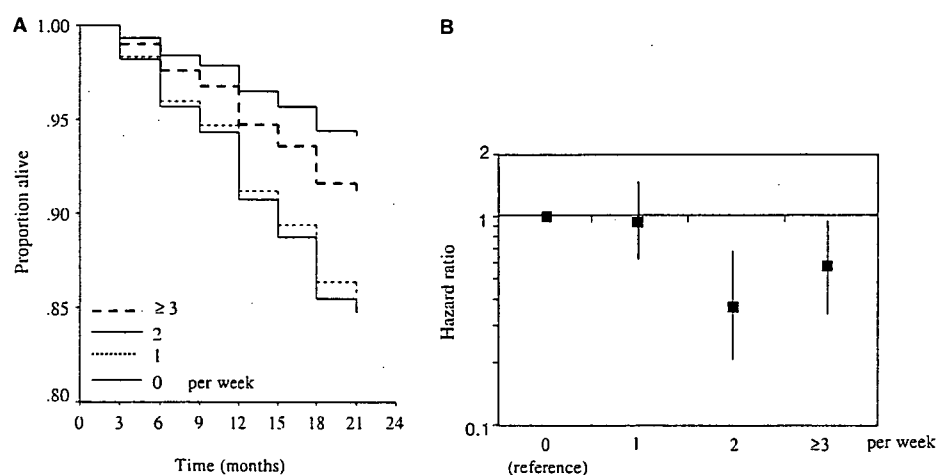 A
Proportion alive
1.00
.95
.90
.85
.80
≥ 3
2
1
0 per week
0 3 6 9 12 15 18 21 24
Time (months)
B
Hazard ratio
2
1
0.1
0 1 2 ≥3 per week
(reference)